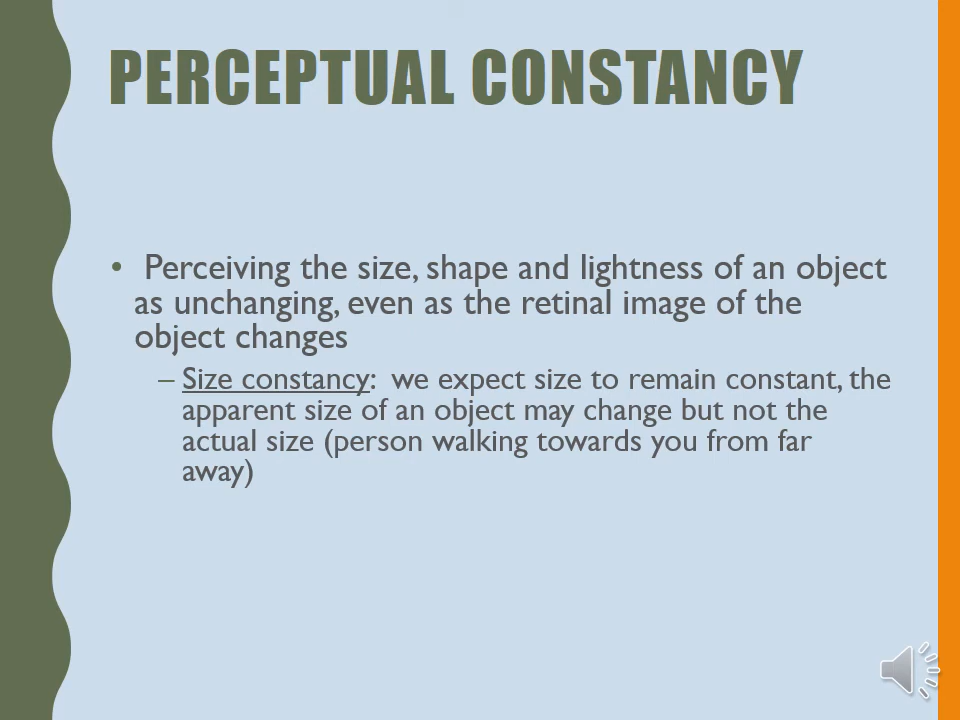 PERCEPTUAL CONSTANCY
• Perceiving the size, shape and lightness of an object
as unchanging, even as the retinal image of the
object changes
– Size constancy:  we expect size to remain constant, the
apparent size of an object may change but not the
actual size (person walking towards you from far
away)